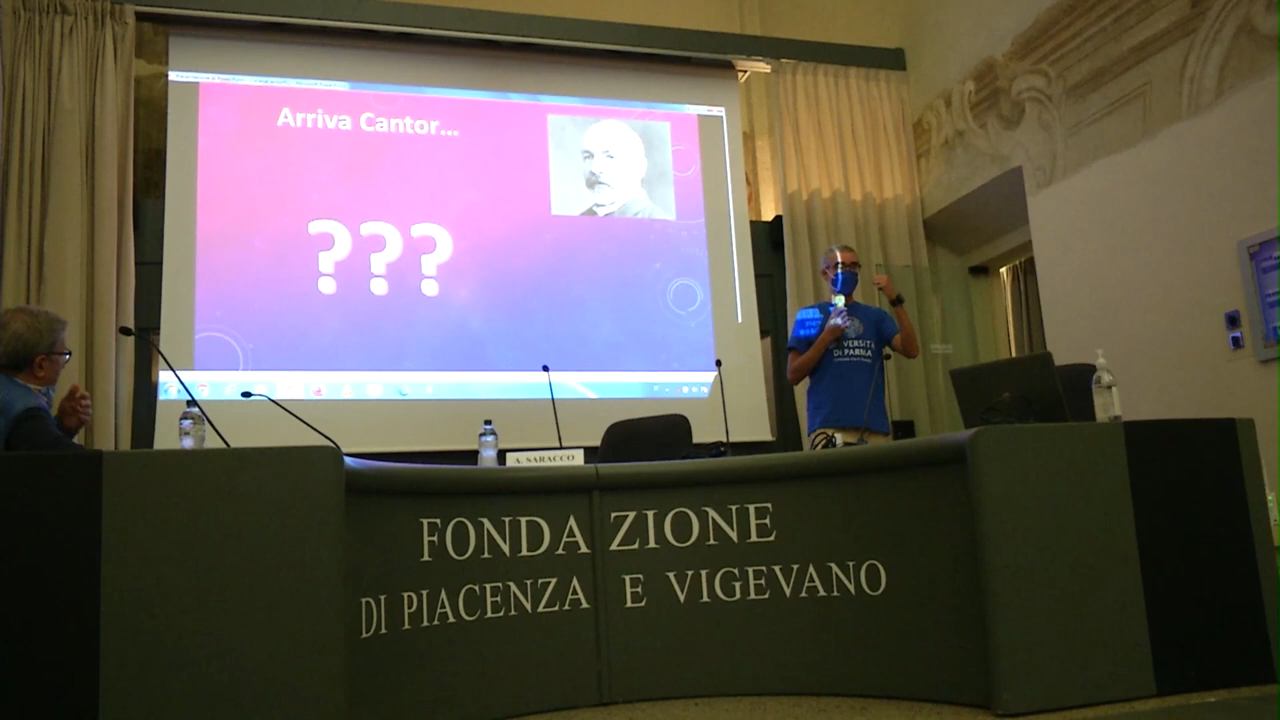 Arriva Cantor...
???
UNIVERSITÀ
DI PARMA
A. SARACCO
FONDAZIONE
DI PIACENZA E VIGEVANO